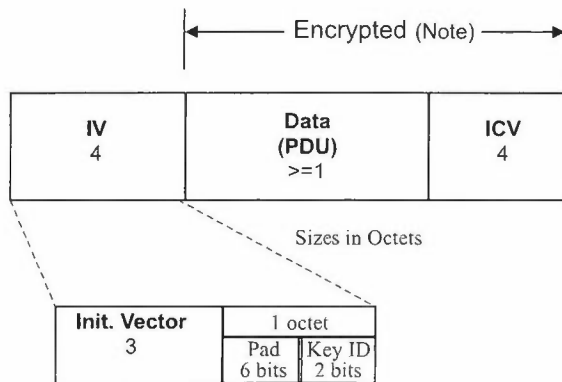 Encrypted (Note)
IV
4
Data
(PDU)
>=1
ICV
4
Sizes in Octets
Init. Vector
3
1 octet
Pad
6 bits
Key ID
2 bits